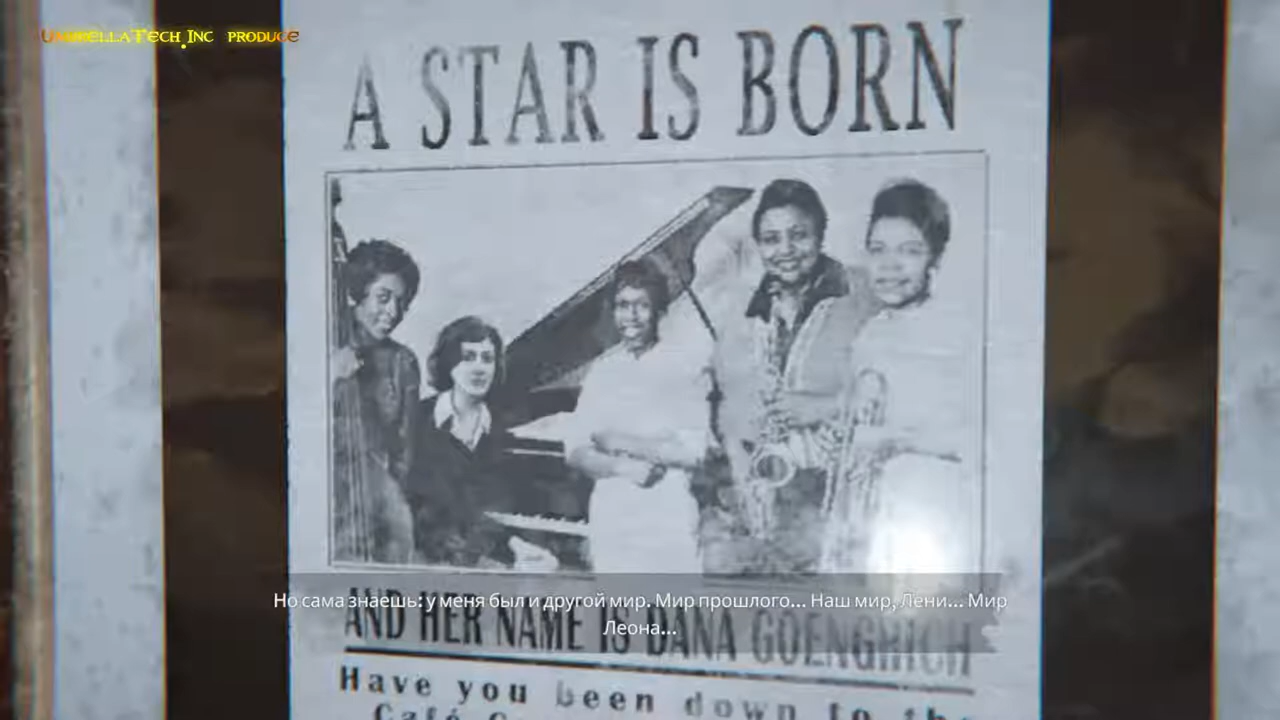 UmbrellaTech.Inc produce
A STAR IS BORN
Но сама знаешь: у меня был и другой мир. Мир прошлого... Наш мир, Лени... Мир
Леона...
AND HER NAME IS DANA
Have you been down to the
Café